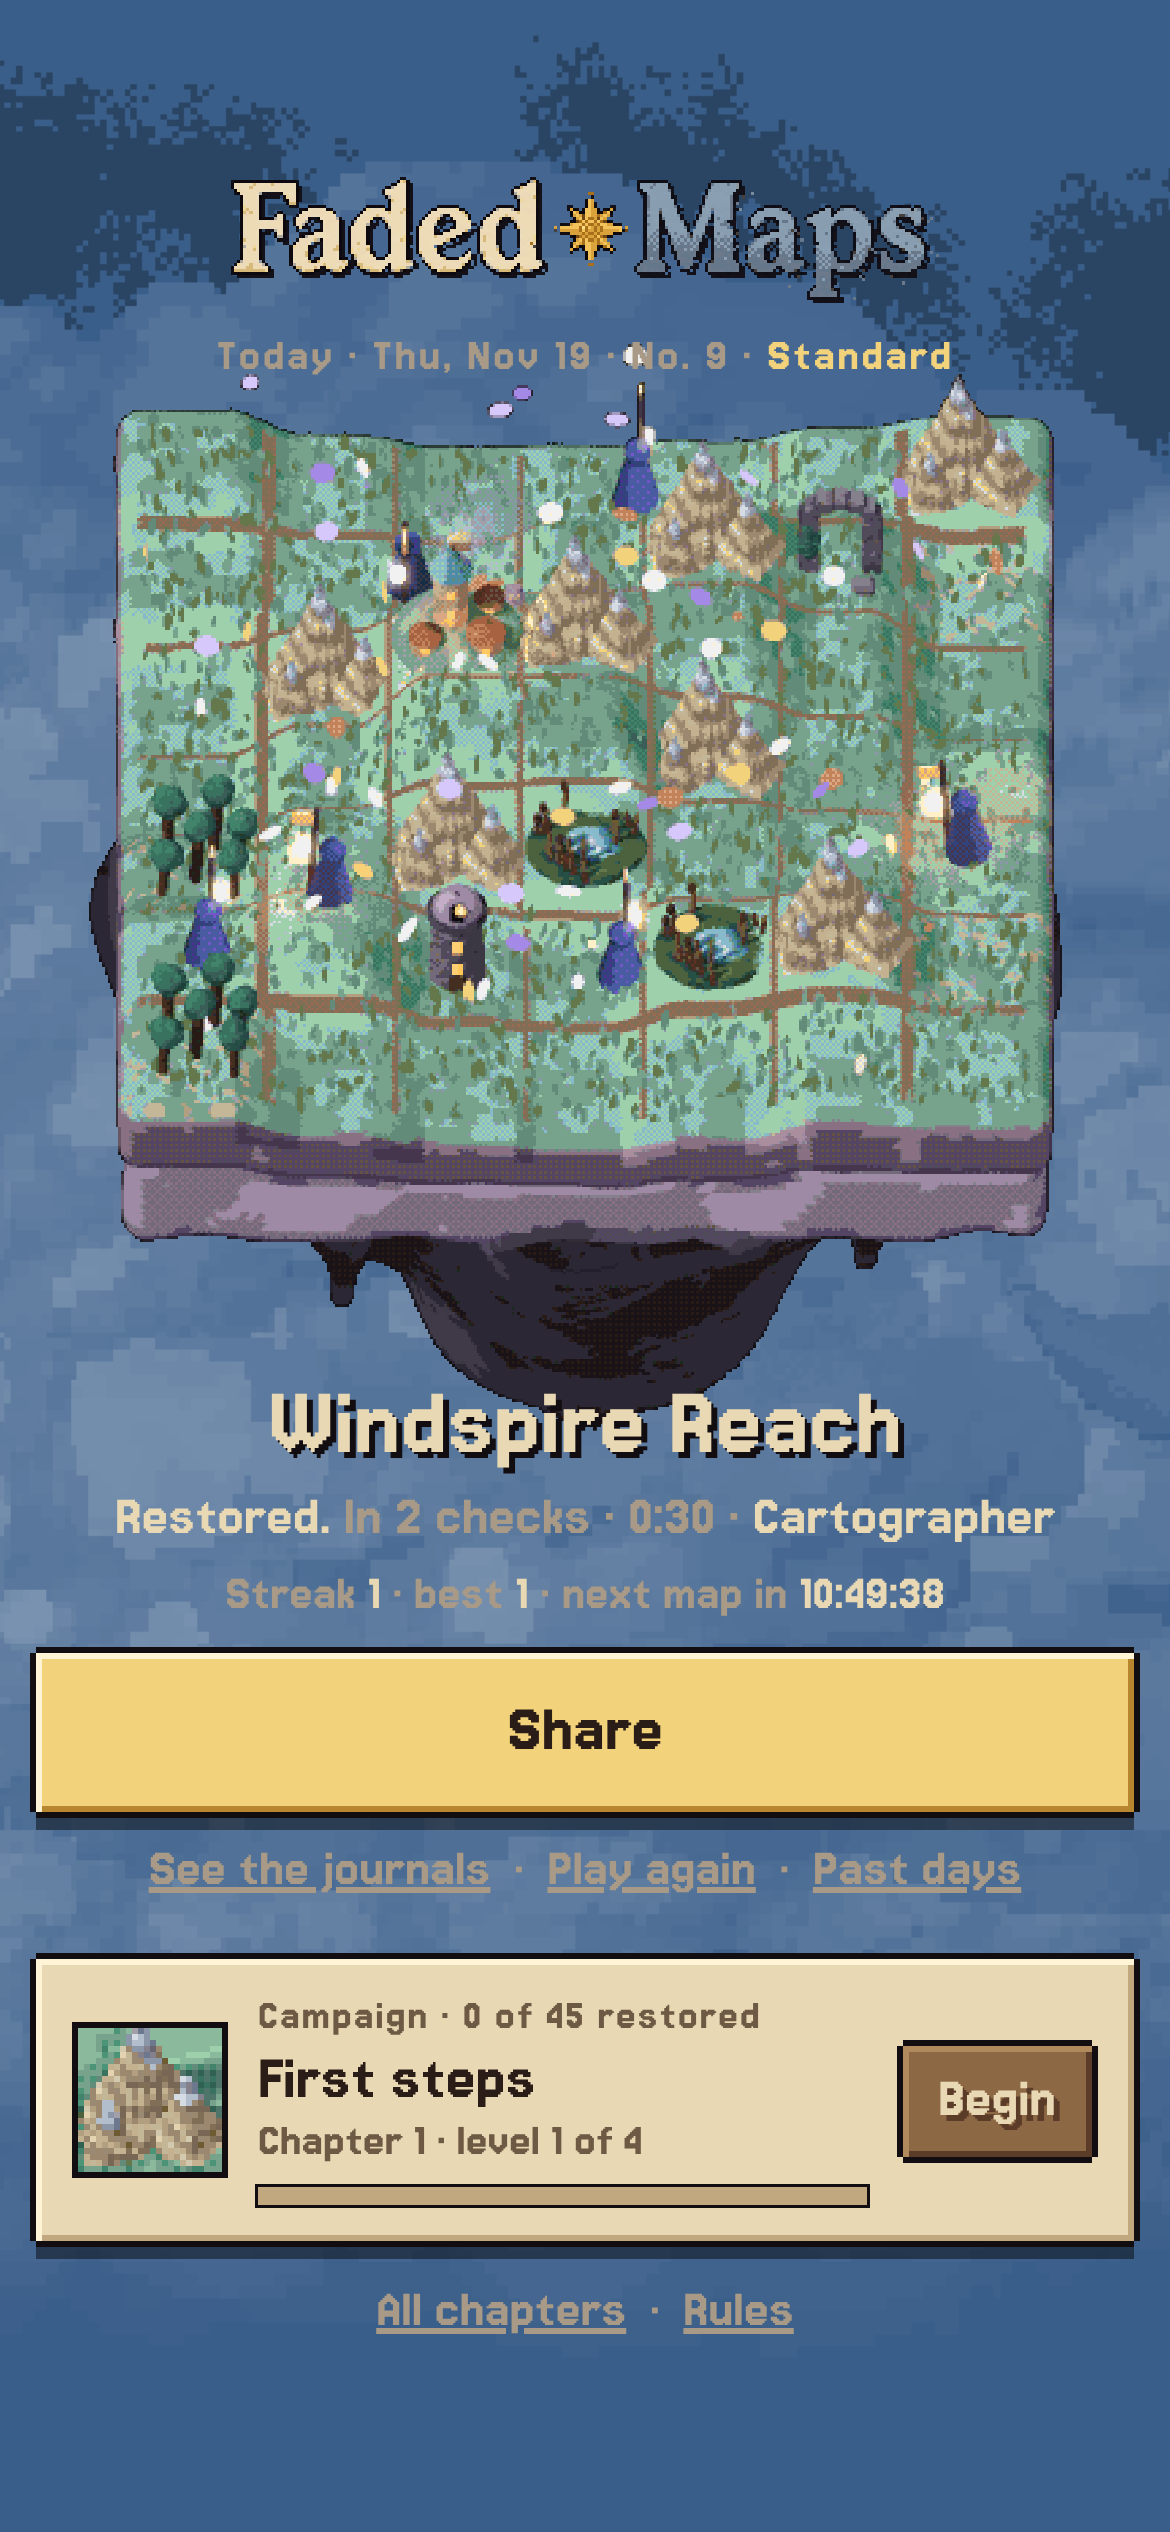 Faded Maps
Today · Thu, Nov 19 · No. 9 · Standard
Windspire Reach
Restored. In 2 checks · 0:30 · Cartographer
Streak 1 · best 1 · next map in 10:49:38
Share
See the journals · Play again · Past days
Campaign · 0 of 45 restored
First steps
Chapter 1 · level 1 of 4
Begin
All chapters · Rules